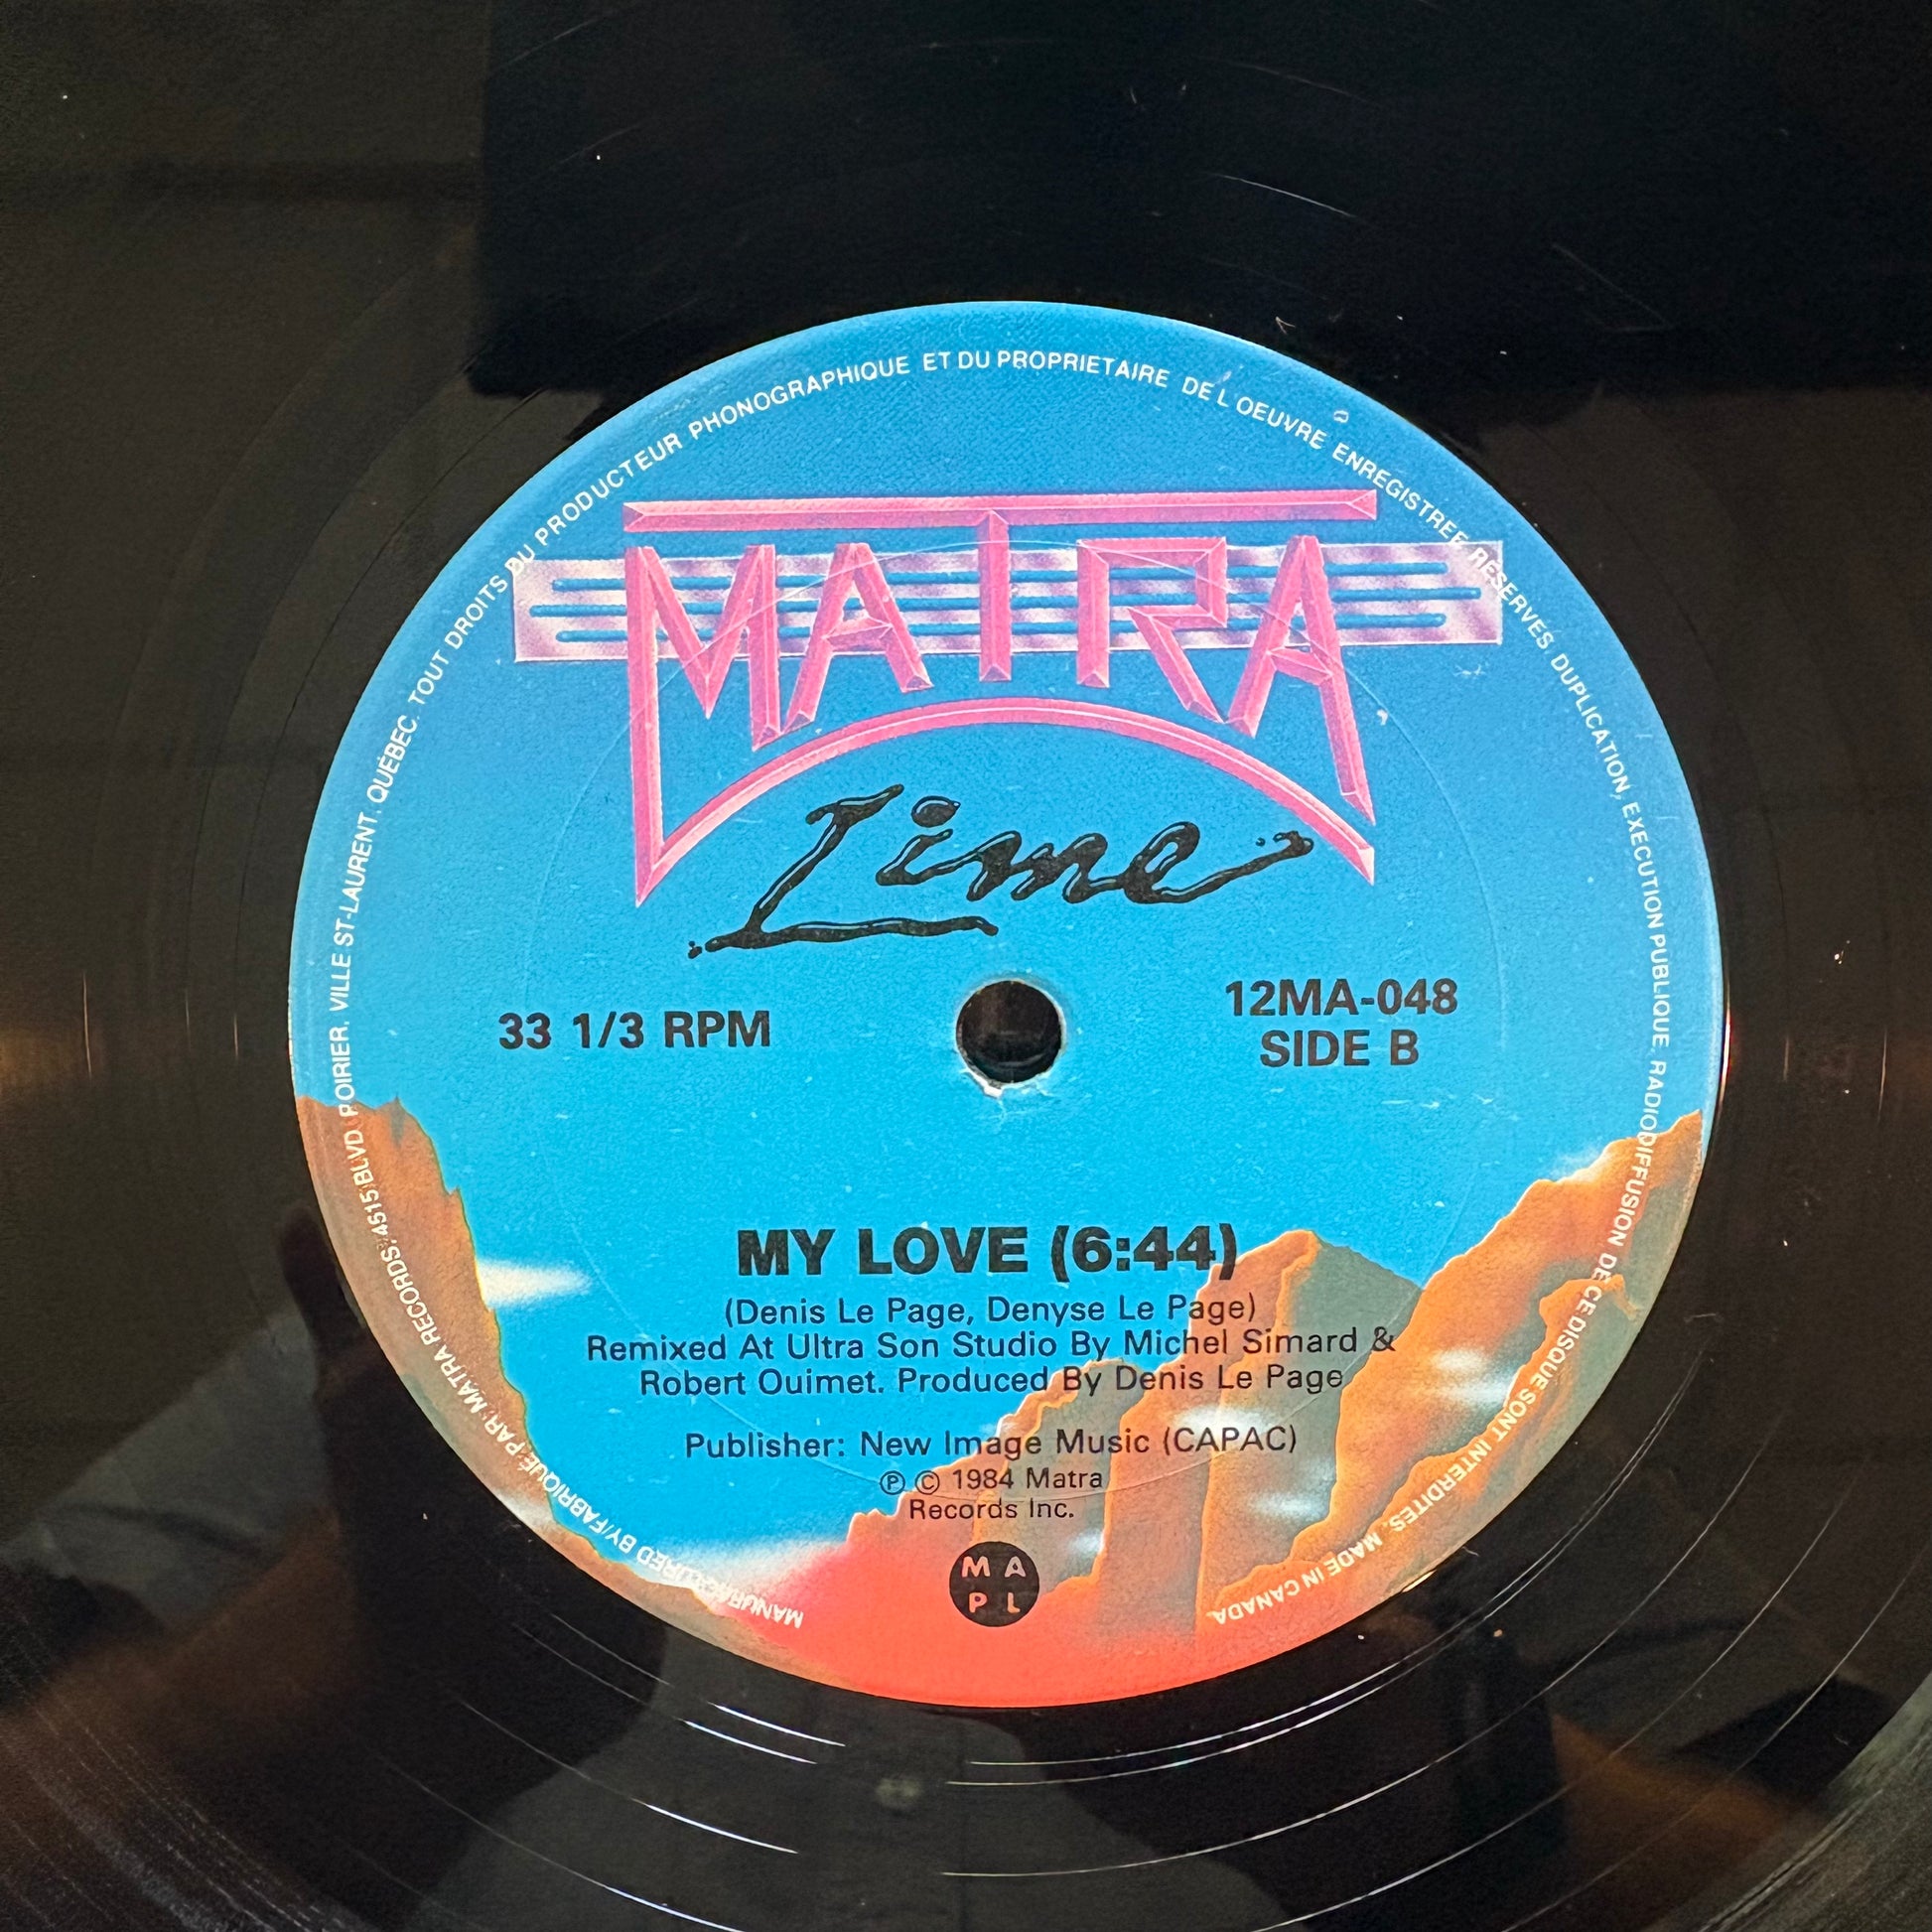 MATRA
Lime
33 1/3 RPM
12MA-048
SIDE B
MY LOVE (6:44)
(Denis Le Page, Denyse Le Page)
Remixed At Ultra Son Studio By Michel Simard &
Robert Ouimet. Produced By Denis Le Page
Publisher: New Image Music (CAPAC)
Ⓟ © 1984 Matra
Records Inc.
M A
P L
MANUFACTURED BY/FABRIQUÉ PAR: MATRA RECORDS, 4515 BLVD. POIRIER, VILLE ST-LAURENT, QUÉBEC. TOUT DROITS DU PRODUCTEUR PHONOGRAPHIQUE ET DU PROPRIETAIRE DE L'OEUVRE ENREGISTREE RESERVES. DUPLICATION, EXECUTION PUBLIQUE, RADIODIFFUSION DE CE DISQUE SONT INTERDITES. MADE IN CANADA.